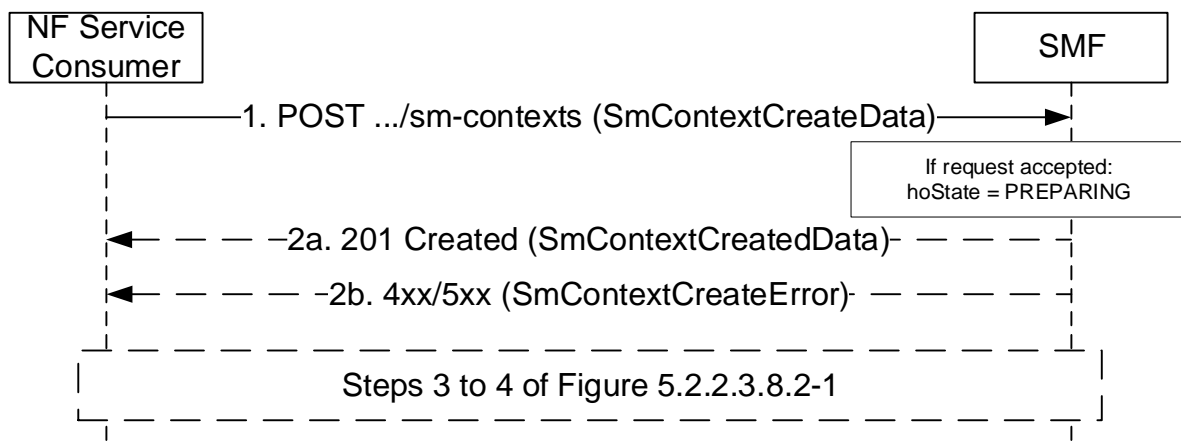 NF Service
Consumer
SMF
1. POST .../sm-contexts (SmContextCreateData)
If request accepted:
hoState = PREPARING
2a. 201 Created (SmContextCreatedData)
2b. 4xx/5xx (SmContextCreateError)
Steps 3 to 4 of Figure 5.2.2.3.8.2-1